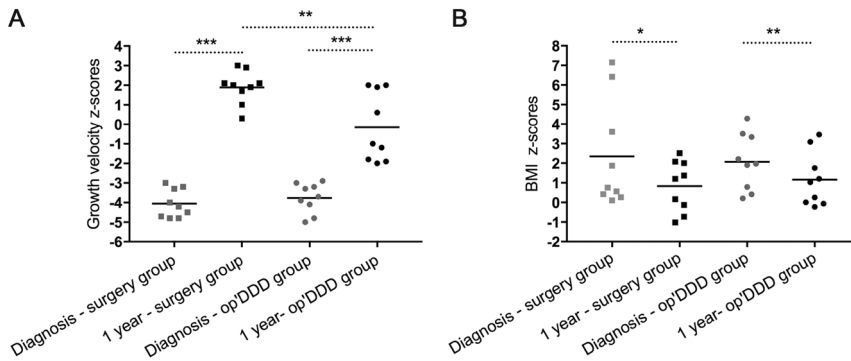 A
Growth velocity z-scores
4
3
2
1
0
-1
-2
-3
-4
-5
-6
***
**
***
Diagnosis - surgery group
1 year - surgery group
Diagnosis - op'DDD group
1 year- op'DDD group
B
BMI z-scores
8
7
6
5
4
3
2
1
0
-1
-2
*
**
Diagnosis - surgery group
1 year - surgery group
Diagnosis - op'DDD group
1 year- op'DDD group